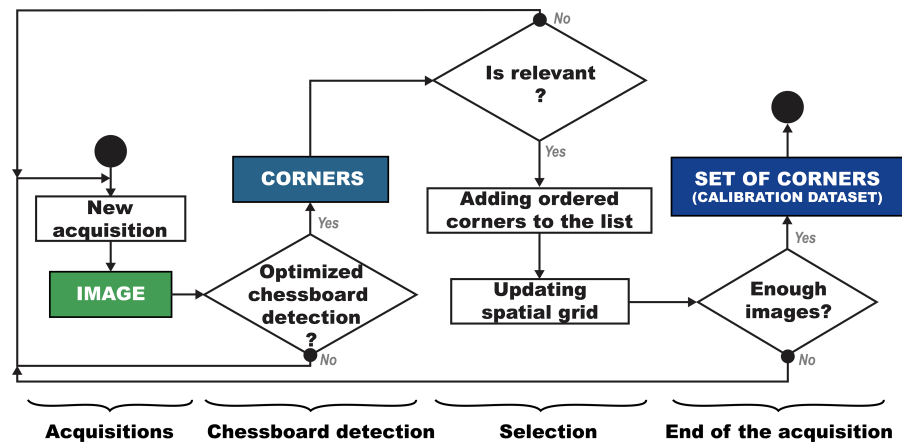 No
Is relevant
?
Yes
New
acquisition
IMAGE
CORNERS
Yes
Optimized
chessboard
detection
?
No
Adding ordered
corners to the list
Updating
spatial grid
SET OF CORNERS
(CALIBRATION DATASET)
Yes
Enough
images?
No
Acquisitions
Chessboard detection
Selection
End of the acquisition